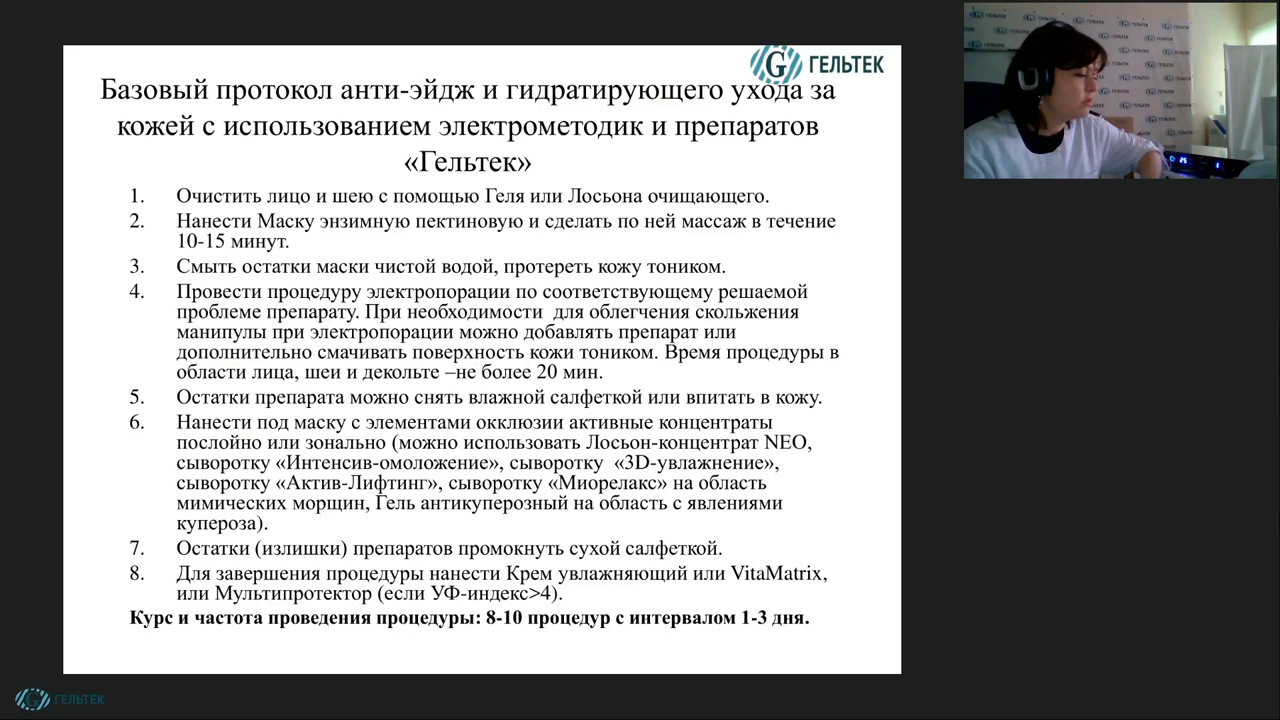 ГЕЛЬТЕК
Базовый протокол анти-эйдж и гидратирующего ухода за
кожей с использованием электрометодик и препаратов
«Гельтек»
1. Очистить лицо и шею с помощью Геля или Лосьона очищающего.
2. Нанести Маску энзимную пектиновую и сделать по ней массаж в течение
10-15 минут.
3. Смыть остатки маски чистой водой, протереть кожу тоником.
4. Провести процедуру электропорации по соответствующему решаемой
проблеме препарату. При необходимости для облегчения скольжения
манипулы при электропорации можно добавлять препарат или
дополнительно смачивать поверхность кожи тоником. Время процедуры в
области лица, шеи и декольте –не более 20 мин.
5. Остатки препарата можно снять влажной салфеткой или впитать в кожу.
6. Нанести под маску с элементами окклюзии активные концентраты
послойно или зонально (можно использовать Лосьон-концентрат NEO,
сыворотку «Интенсив-омоложение», сыворотку «3D-увлажнение»,
сыворотку «Актив-Лифтинг», сыворотку «Миорелакс» на область
мимических морщин, Гель антикуперозный на область с явлениями
купероза).
7. Остатки (излишки) препаратов промокнуть сухой салфеткой.
8. Для завершения процедуры нанести Крем увлажняющий или VitaMatrix,
или Мультипротектор (если УФ-индекс>4).
Курс и частота проведения процедуры: 8-10 процедур с интервалом 1-3 дня.
ГЕЛЬТЕК